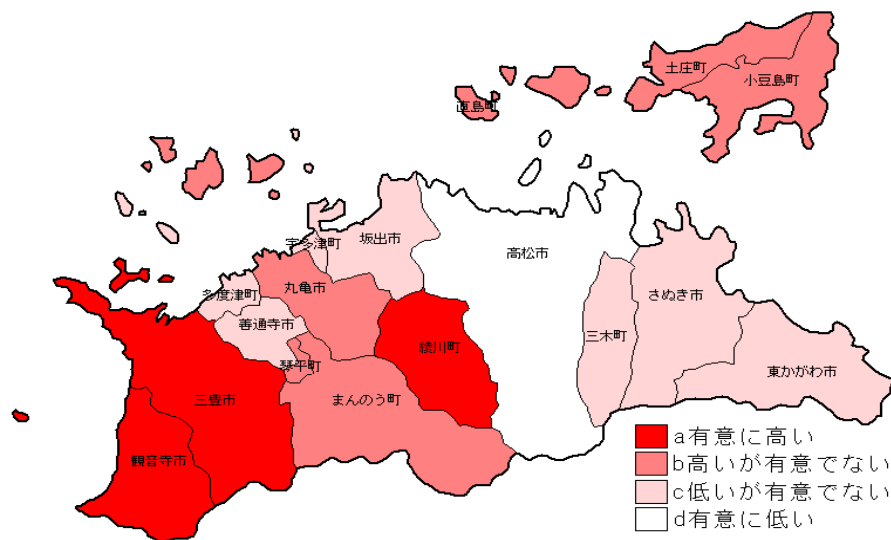 土庄町
小豆島町
直島町
宇多津町
坂出市
高松市
丸亀市
多度津町
さぬき市
善通寺市
三木町
綾川町
琴平町
東かがわ市
三豊市
まんのう町
観音寺市
a有意に高い
b高いが有意でない
c低いが有意でない
d有意に低い